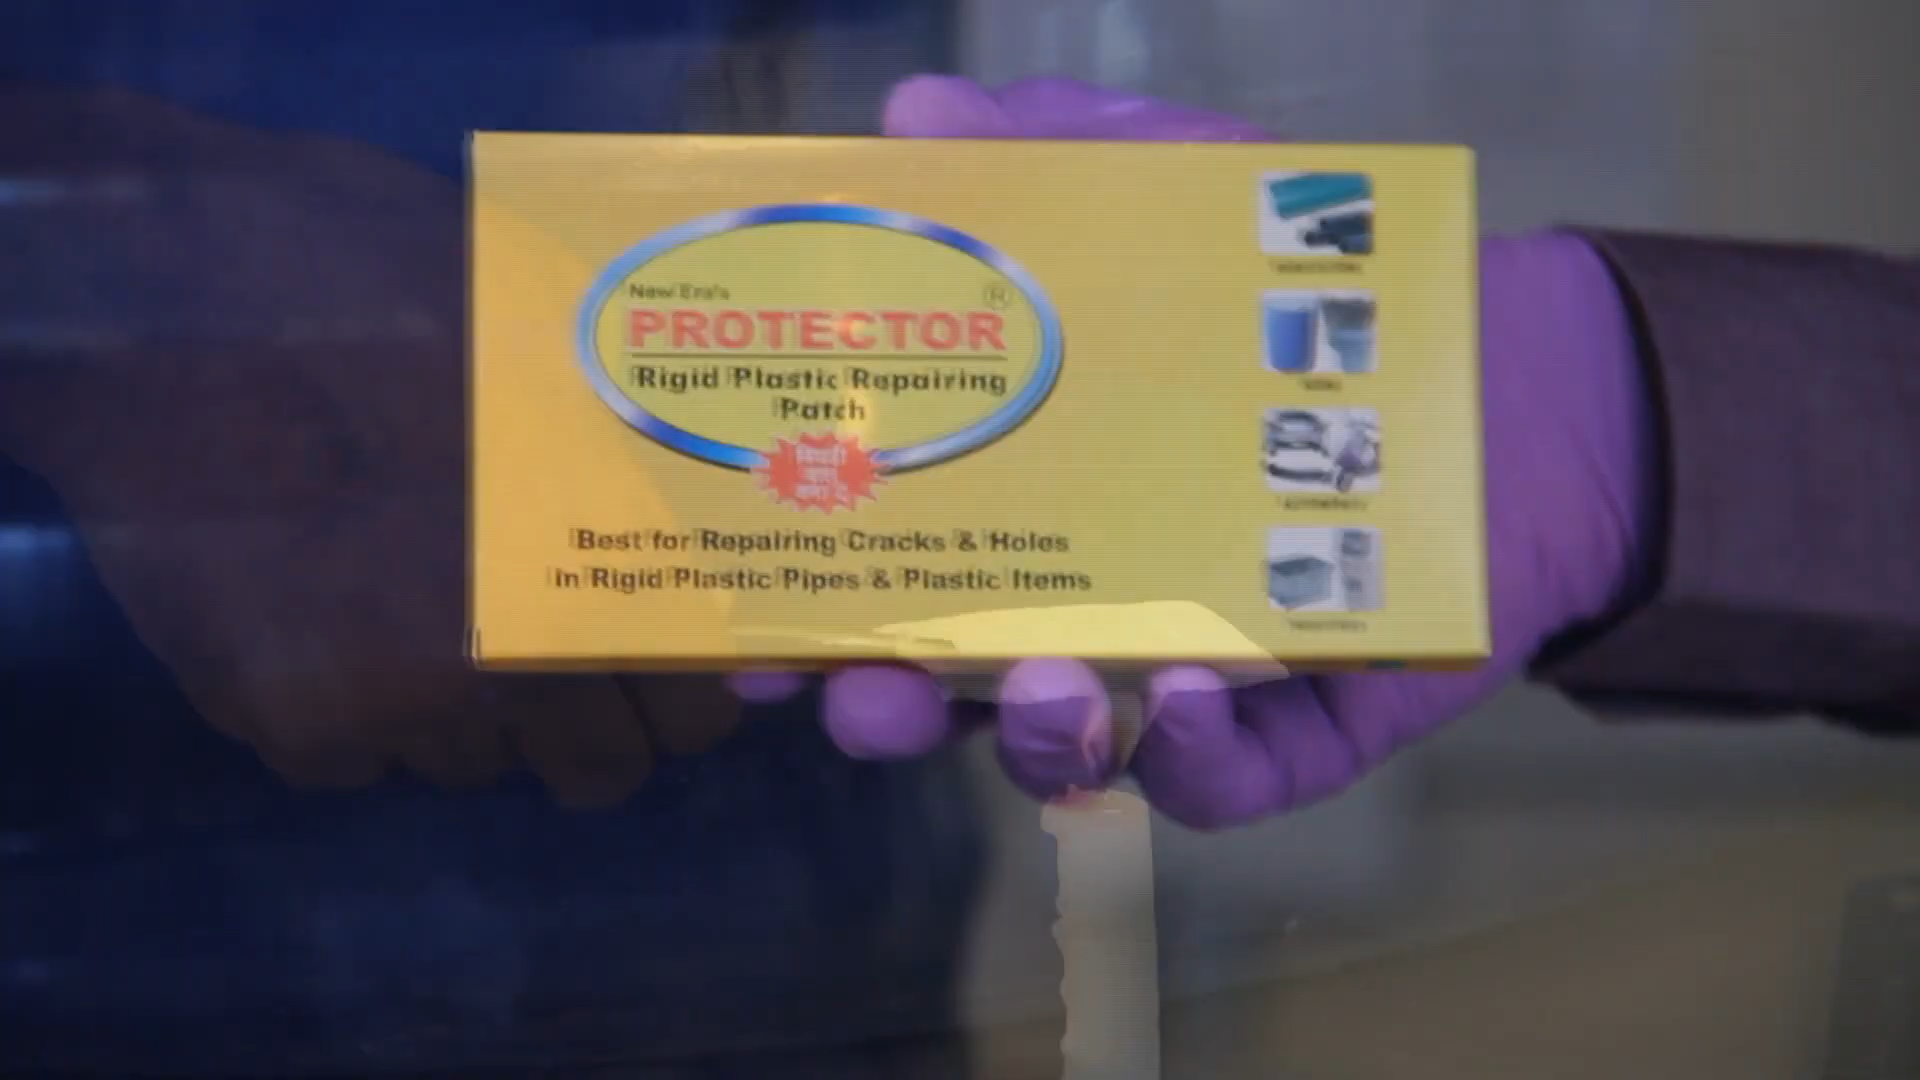 New Era's
®
PROTECTOR
Rigid Plastic Repairing
Patch
Best for Repairing Cracks & Holes
in Rigid Plastic Pipes & Plastic Items